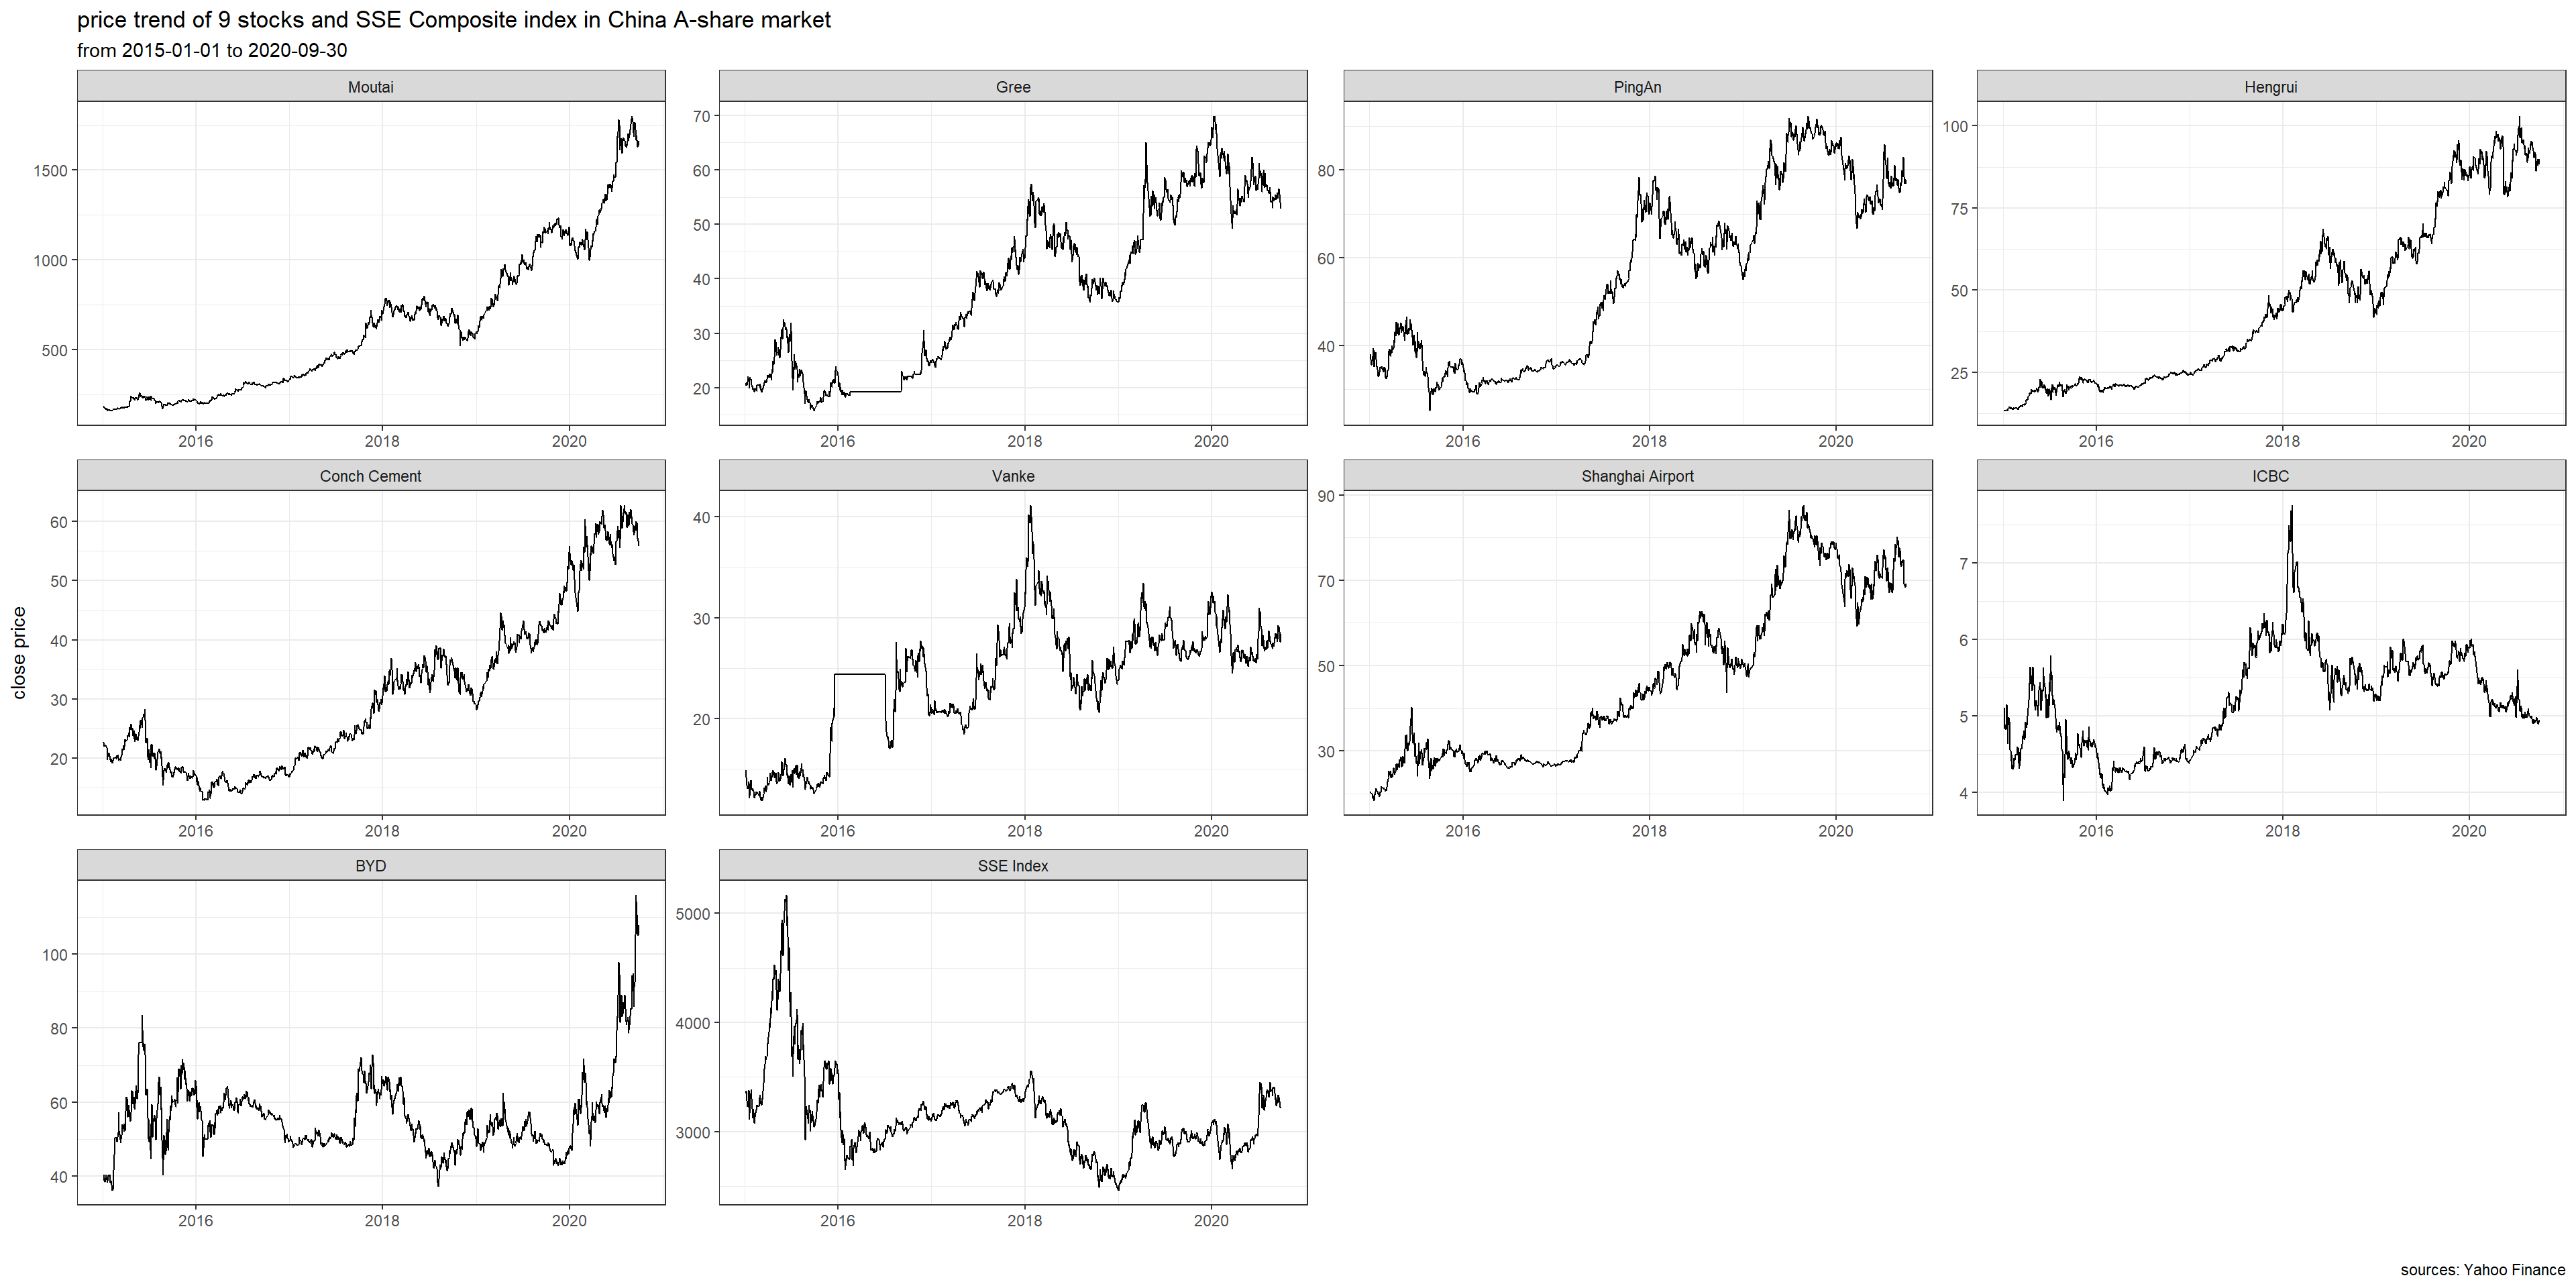 price trend of 9 stocks and SSE Composite index in China A-share market
from 2015-01-01 to 2020-09-30
close price
Moutai
1500
1000
500
2016 2018 2020
Gree
70
60
50
40
30
20
2016 2018 2020
PingAn
80
60
40
2016 2018 2020
Hengrui
100
75
50
25
2016 2018 2020
Conch Cement
60
50
40
30
20
2016 2018 2020
Vanke
40
30
20
2016 2018 2020
Shanghai Airport
90
70
50
30
2016 2018 2020
ICBC
7
6
5
4
2016 2018 2020
BYD
100
80
60
40
2016 2018 2020
SSE Index
5000
4000
3000
2016 2018 2020
sources: Yahoo Finance